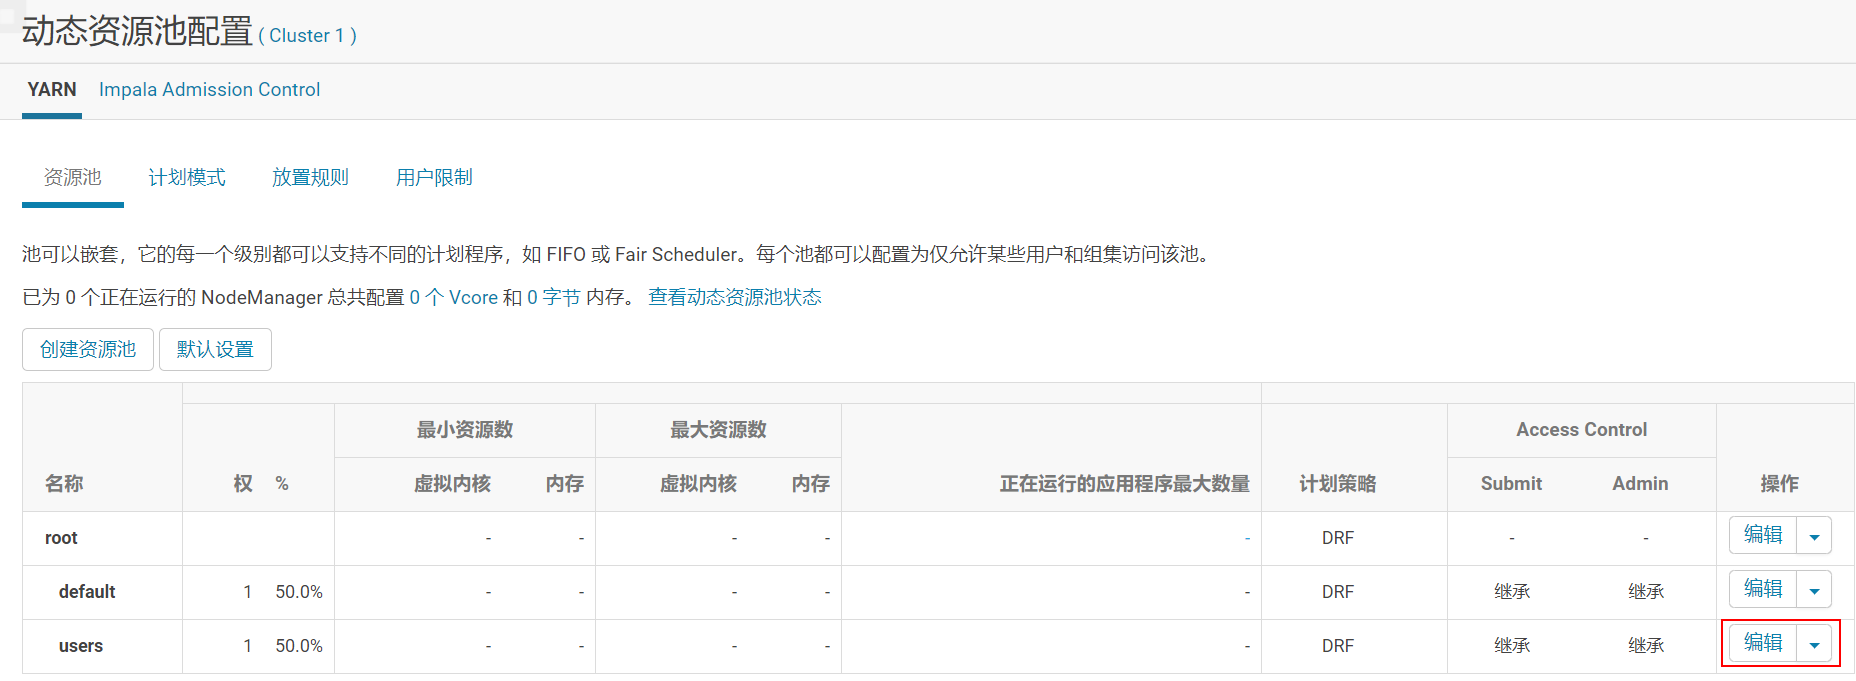 动态资源池配置 ( Cluster 1 )
YARN Impala Admission Control
资源池 计划模式 放置规则 用户限制
池可以嵌套，它的每一个级别都可以支持不同的计划程序，如 FIFO 或 Fair Scheduler。每个池都可以配置为仅允许某些用户和组集访问该池。
已为 0 个正在运行的 NodeManager 总共配置 0 个 Vcore 和 0 字节 内存。 查看动态资源池状态
创建资源池 默认设置
最小资源数 最大资源数 Access Control
名称 权 % 虚拟内核 内存 虚拟内核 内存 正在运行的应用程序最大数量 计划策略 Submit Admin 操作
root - - - - - DRF - - 编辑
default 1 50.0% - - - - - DRF 继承 继承 编辑
users 1 50.0% - - - - - DRF 继承 继承 编辑